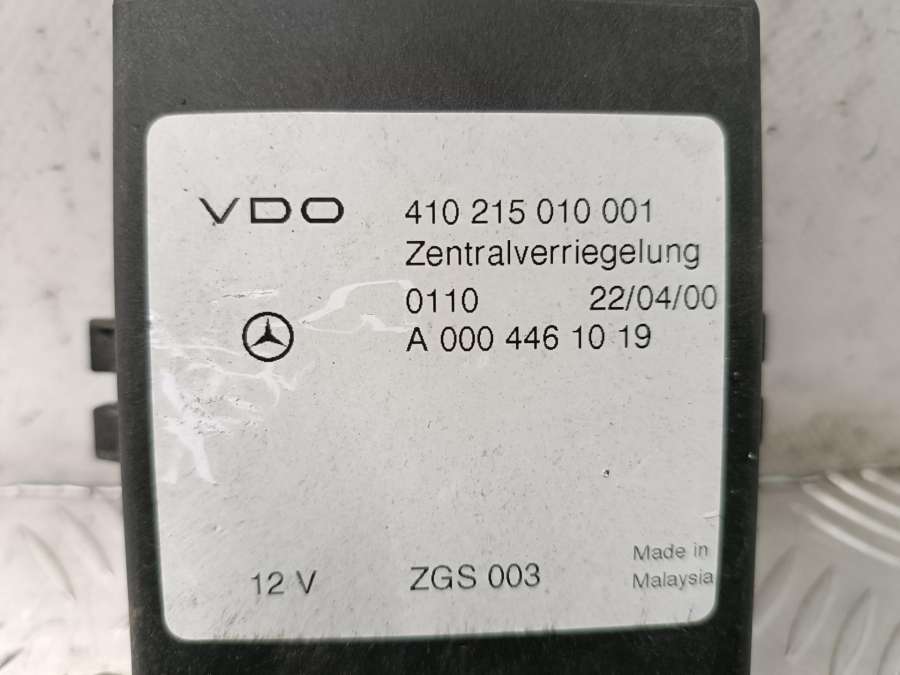 VDO 410 215 010 001
Zentralverriegelung
0110 22/04/00
A 000 446 10 19
12 V ZGS 003
Made in
Malaysia